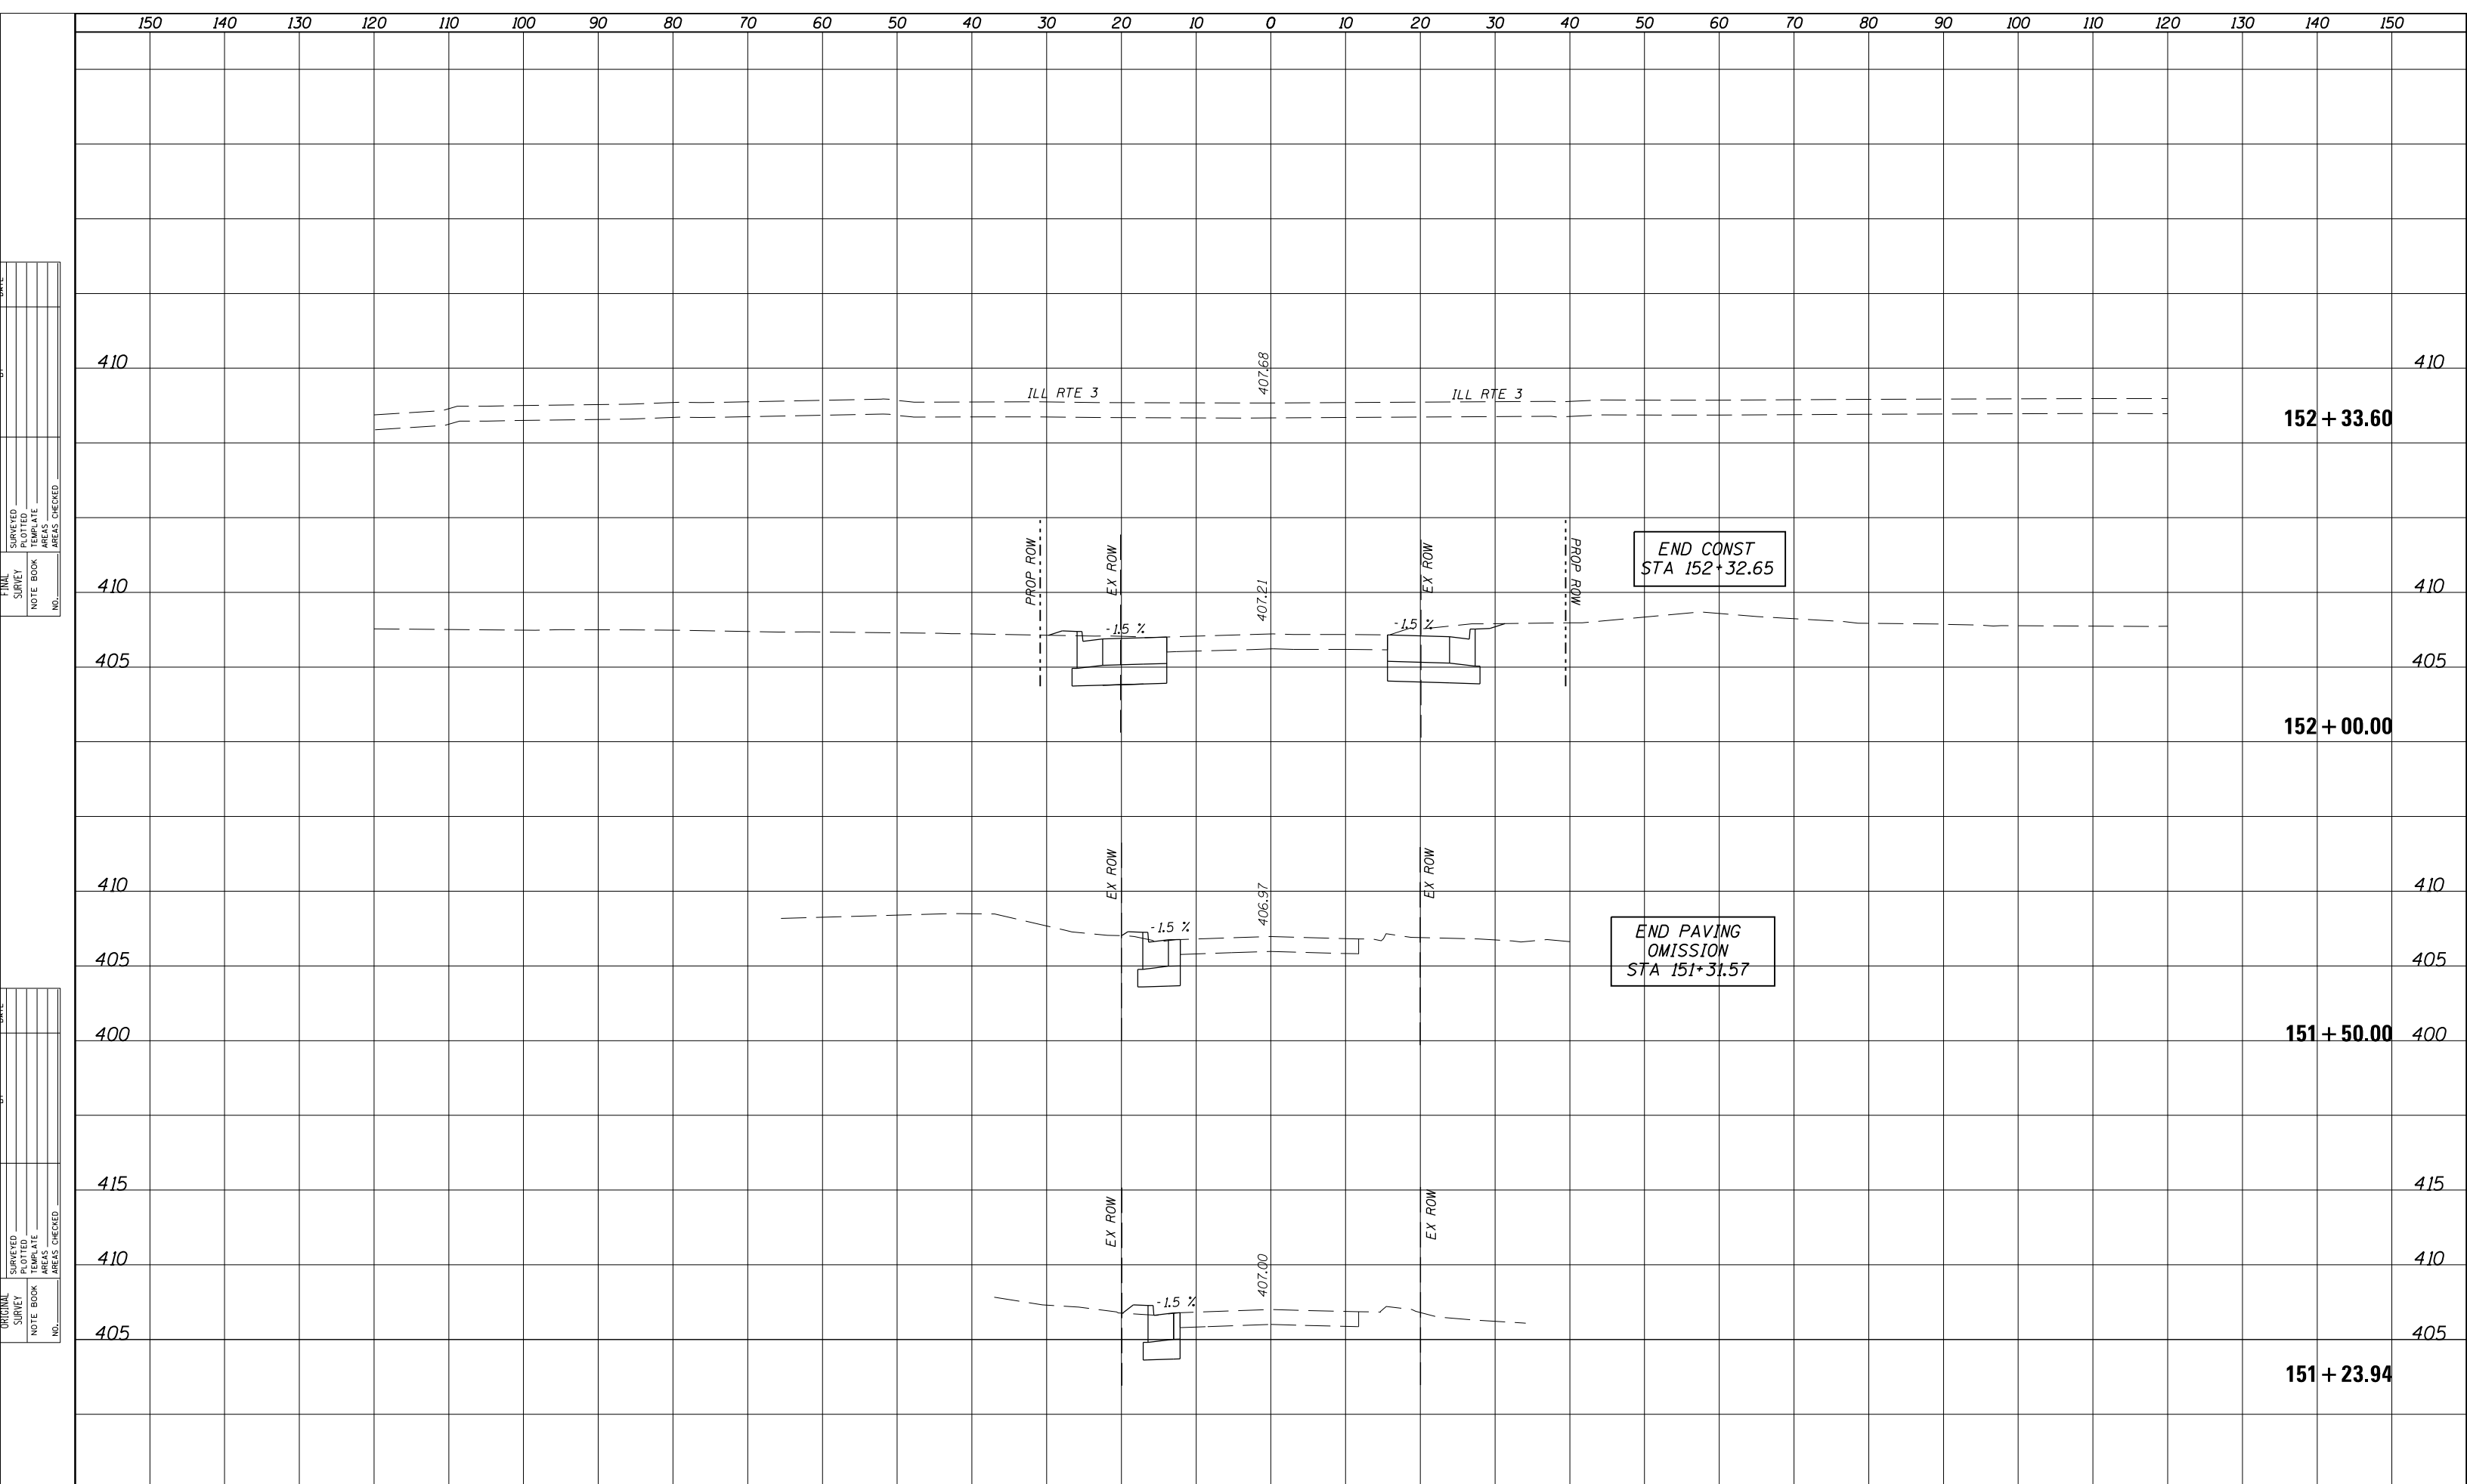 150 140 130 120 110 100 90 80 70 60 50 40 30 20 10 0 10 20 30 40 50 60 70 80 90 100 110 120 130 140 150
410 407.68 410
ILL RTE 3 ILL RTE 3
152+33.60
FINAL
SURVEY
NOTE BOOK
NO.
SURVEYED
PLOTTED
TEMPLATE
AREAS
AREAS CHECKED
PROP ROW EX ROW EX ROW PROP ROW
END CONST
STA 152+32.65
410 407.21 410
-1.5 % -1.5 %
405 405
152+00.00
EX ROW EX ROW
410 406.97 410
-1.5 %
END PAVING
OMISSION
STA 151+31.57
405 405
400 151+50.00 400
415 415
EX ROW EX ROW
410 407.00 410
-1.5 %
405 405
151+23.94
ORIGINAL
SURVEY
NOTE BOOK
NO.
SURVEYED
PLOTTED
TEMPLATE
AREAS
AREAS CHECKED